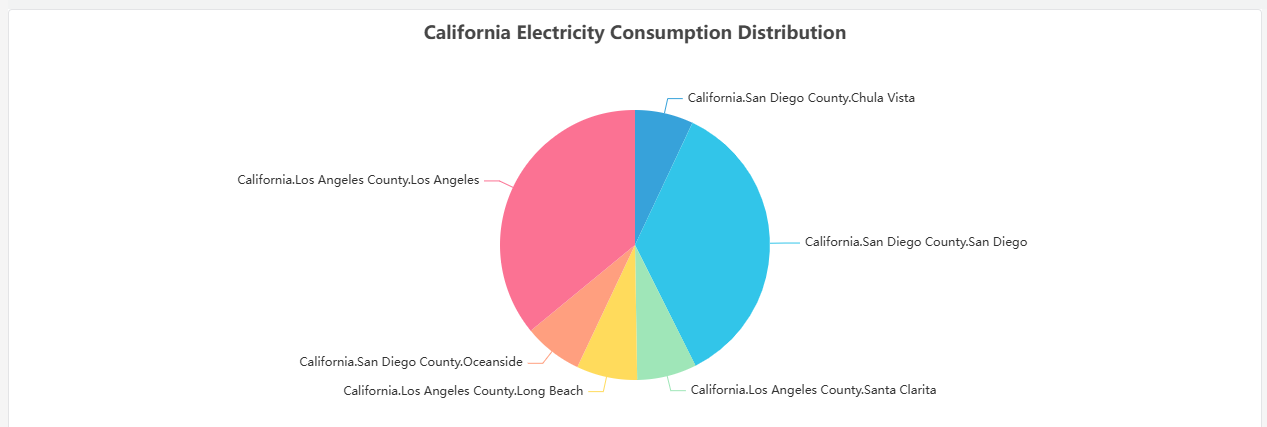 California Electricity Consumption Distribution
California.San Diego County.Chula Vista
California.Los Angeles County.Los Angeles
California.San Diego County.San Diego
California.San Diego County.Oceanside
California.Los Angeles County.Long Beach
California.Los Angeles County.Santa Clarita